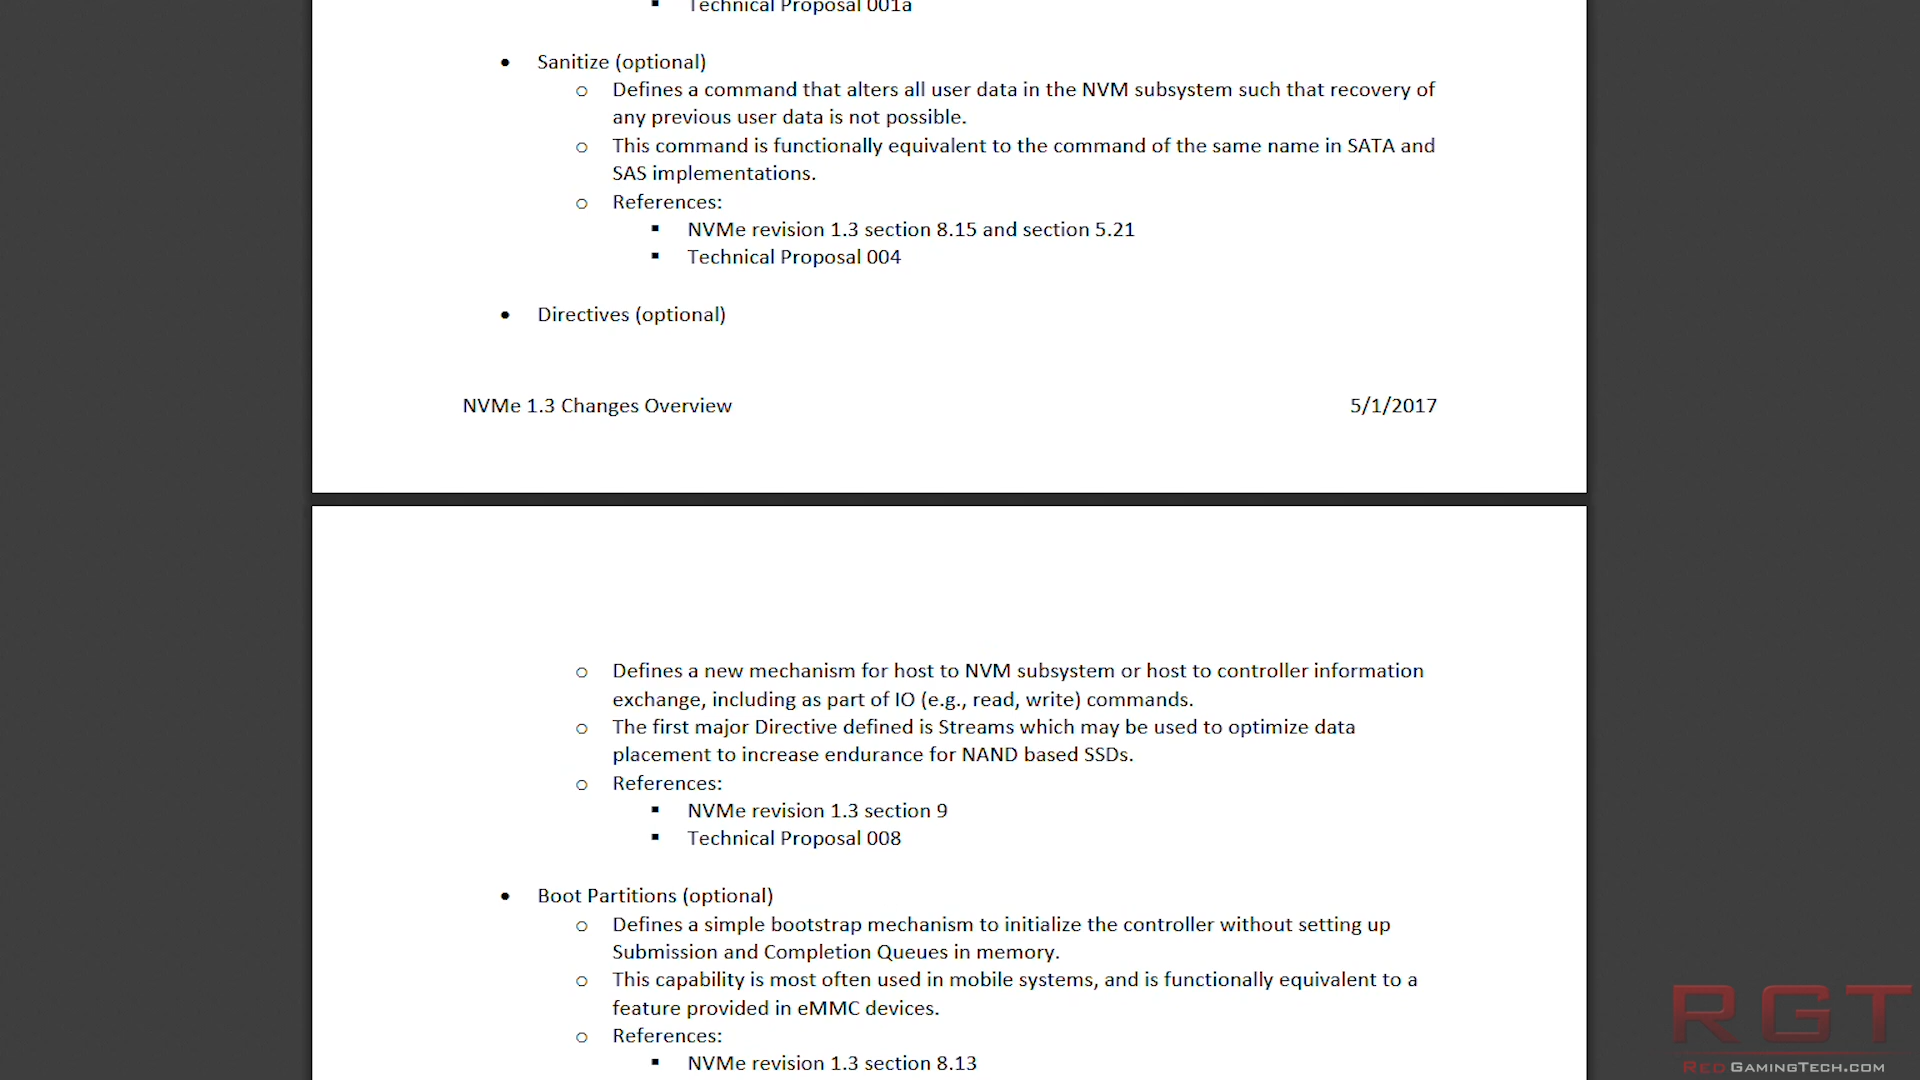 ▪ Technical Proposal 001a
• Sanitize (optional)
o Defines a command that alters all user data in the NVM subsystem such that recovery of
any previous user data is not possible.
o This command is functionally equivalent to the command of the same name in SATA and
SAS implementations.
o References:
▪ NVMe revision 1.3 section 8.15 and section 5.21
▪ Technical Proposal 004
• Directives (optional)
NVMe 1.3 Changes Overview 5/1/2017
o Defines a new mechanism for host to NVM subsystem or host to controller information
exchange, including as part of IO (e.g., read, write) commands.
o The first major Directive defined is Streams which may be used to optimize data
placement to increase endurance for NAND based SSDs.
o References:
▪ NVMe revision 1.3 section 9
▪ Technical Proposal 008
• Boot Partitions (optional)
o Defines a simple bootstrap mechanism to initialize the controller without setting up
Submission and Completion Queues in memory.
o This capability is most often used in mobile systems, and is functionally equivalent to a
feature provided in eMMC devices.
o References:
▪ NVMe revision 1.3 section 8.13
RGT
REDGAMINGTECH.COM